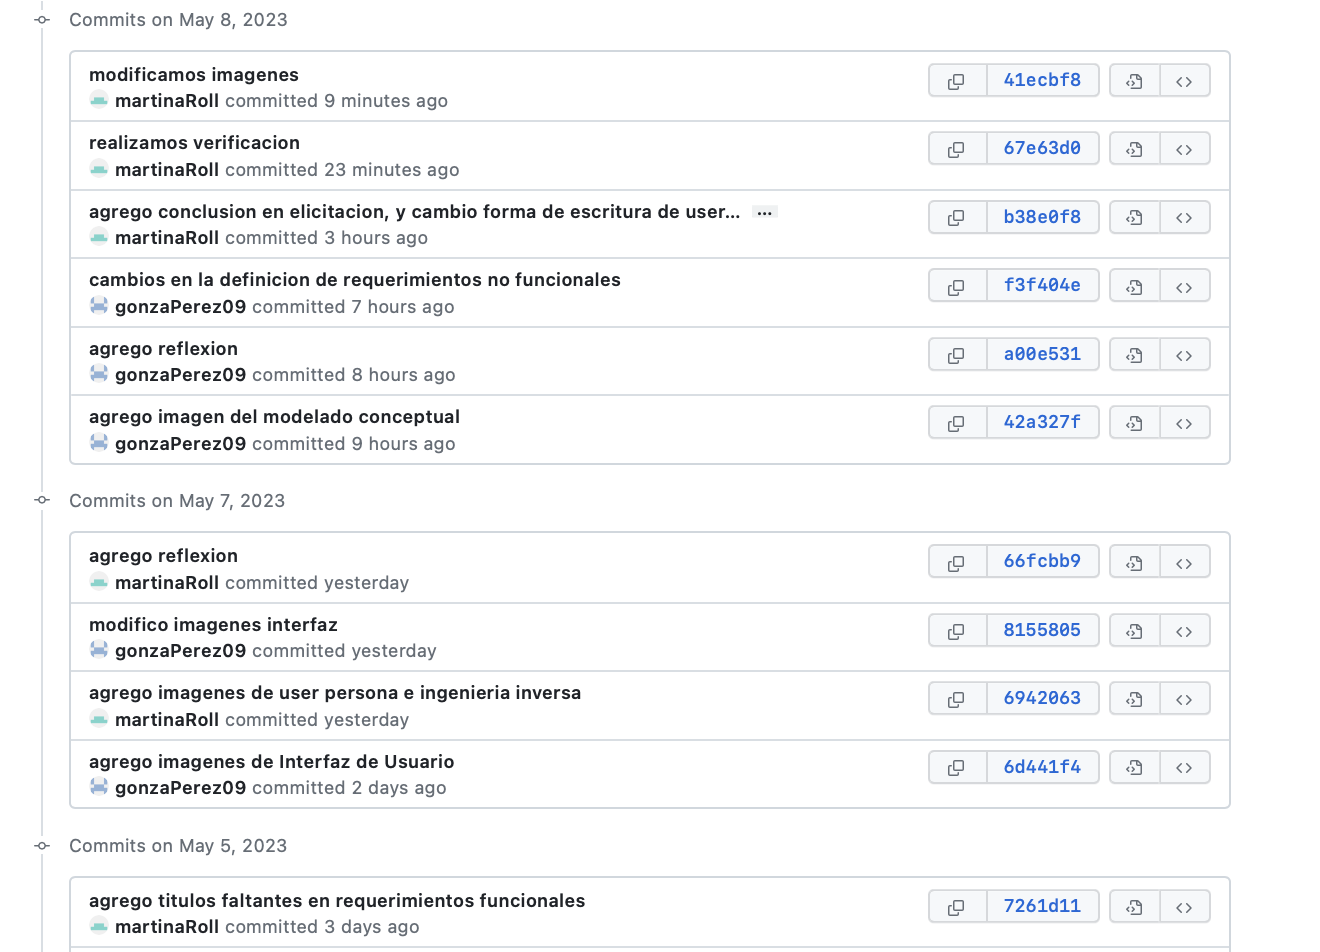 Commits on May 8, 2023
modificamos imagenes
41ecbf8
martinaRoll committed 9 minutes ago
realizamos verificacion
67e63d0
martinaRoll committed 23 minutes ago
agrego conclusion en elicitacion, y cambio forma de escritura de user... ...
b38e0f8
martinaRoll committed 3 hours ago
cambios en la definicion de requerimientos no funcionales
f3f404e
gonzaPerez09 committed 7 hours ago
agrego reflexion
a00e531
gonzaPerez09 committed 8 hours ago
agrego imagen del modelado conceptual
42a327f
gonzaPerez09 committed 9 hours ago
Commits on May 7, 2023
agrego reflexion
66fcbb9
martinaRoll committed yesterday
modifico imagenes interfaz
8155805
gonzaPerez09 committed yesterday
agrego imagenes de user persona e ingenieria inversa
6942063
martinaRoll committed yesterday
agrego imagenes de Interfaz de Usuario
6d441f4
gonzaPerez09 committed 2 days ago
Commits on May 5, 2023
agrego titulos faltantes en requerimientos funcionales
7261d11
martinaRoll committed 3 days ago